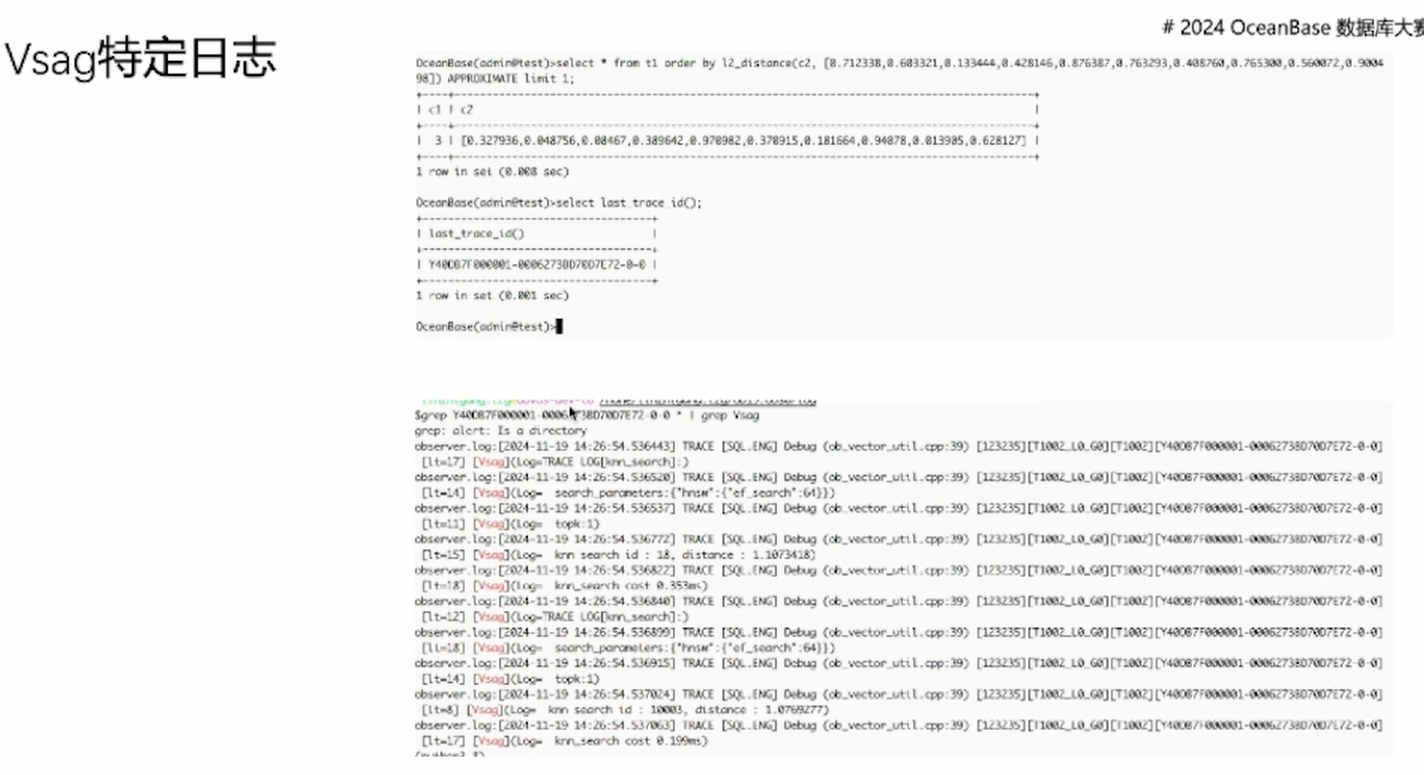 # 2024 OceanBase 数据库大赛
Vsag特定日志
OceanBase(admin@test)>select * from t1 order by l2_distance(c2, [0.712338,0.603321,0.133444,0.428146,0.876387,0.763293,0.408760,0.765300,0.560072,0.9004
98]) APPROXIMATE limit 1;
+----+----------------------------------------------------------------------------------+
| c1 | c2 |
+----+----------------------------------------------------------------------------------+
| 3 | [0.327936,0.048756,0.08467,0.389642,0.970982,0.370915,0.181664,0.94078,0.013905,0.628127] |
+----+----------------------------------------------------------------------------------+
1 row in set (0.008 sec)
OceanBase(admin@test)>select last_trace_id();
+-----------------------------------+
| last_trace_id() |
+-----------------------------------+
| Y40DB7F000001-0006273BD70D7E72-0-0 |
+-----------------------------------+
1 row in set (0.001 sec)
OceanBase(admin@test)>
$grep Y40DB7F000001-0006273BD70D7E72-0-0 * | grep Vsag
grep: alert: Is a directory
observer.log:[2024-11-19 14:26:54.536443] TRACE [SQL.ENG] Debug (ob_vector_util.cpp:39) [123235][T1002_L0_G0][T1002][Y40DB7F000001-0006273BD70D7E72-0-0]
[lt=17] [Vsag](Log=TRACE LOG[knn_search]:)
observer.log:[2024-11-19 14:26:54.536520] TRACE [SQL.ENG] Debug (ob_vector_util.cpp:39) [123235][T1002_L0_G0][T1002][Y40DB7F000001-0006273BD70D7E72-0-0]
[lt=14] [Vsag](Log= search_parameters:{"hnsw":{"ef_search":64}})
observer.log:[2024-11-19 14:26:54.536537] TRACE [SQL.ENG] Debug (ob_vector_util.cpp:39) [123235][T1002_L0_G0][T1002][Y40DB7F000001-0006273BD70D7E72-0-0]
[lt=11] [Vsag](Log= topk:1)
observer.log:[2024-11-19 14:26:54.536772] TRACE [SQL.ENG] Debug (ob_vector_util.cpp:39) [123235][T1002_L0_G0][T1002][Y40DB7F000001-0006273BD70D7E72-0-0]
[lt=15] [Vsag](Log= knn search id : 18, distance : 1.1073418)
observer.log:[2024-11-19 14:26:54.536822] TRACE [SQL.ENG] Debug (ob_vector_util.cpp:39) [123235][T1002_L0_G0][T1002][Y40DB7F000001-0006273BD70D7E72-0-0]
[lt=18] [Vsag](Log= knn_search cost 0.353ms)
observer.log:[2024-11-19 14:26:54.536840] TRACE [SQL.ENG] Debug (ob_vector_util.cpp:39) [123235][T1002_L0_G0][T1002][Y40DB7F000001-0006273BD70D7E72-0-0]
[lt=12] [Vsag](Log=TRACE LOG[knn_search]:)
observer.log:[2024-11-19 14:26:54.536899] TRACE [SQL.ENG] Debug (ob_vector_util.cpp:39) [123235][T1002_L0_G0][T1002][Y40DB7F000001-0006273BD70D7E72-0-0]
[lt=18] [Vsag](Log= search_parameters:{"hnsw":{"ef_search":64}})
observer.log:[2024-11-19 14:26:54.536915] TRACE [SQL.ENG] Debug (ob_vector_util.cpp:39) [123235][T1002_L0_G0][T1002][Y40DB7F000001-0006273BD70D7E72-0-0]
[lt=14] [Vsag](Log= topk:1)
observer.log:[2024-11-19 14:26:54.537024] TRACE [SQL.ENG] Debug (ob_vector_util.cpp:39) [123235][T1002_L0_G0][T1002][Y40DB7F000001-0006273BD70D7E72-0-0]
[lt=8] [Vsag](Log= knn search id : 10003, distance : 1.0769277)
observer.log:[2024-11-19 14:26:54.537063] TRACE [SQL.ENG] Debug (ob_vector_util.cpp:39) [123235][T1002_L0_G0][T1002][Y40DB7F000001-0006273BD70D7E72-0-0]
[lt=17] [Vsag](Log= knn_search cost 0.199ms)